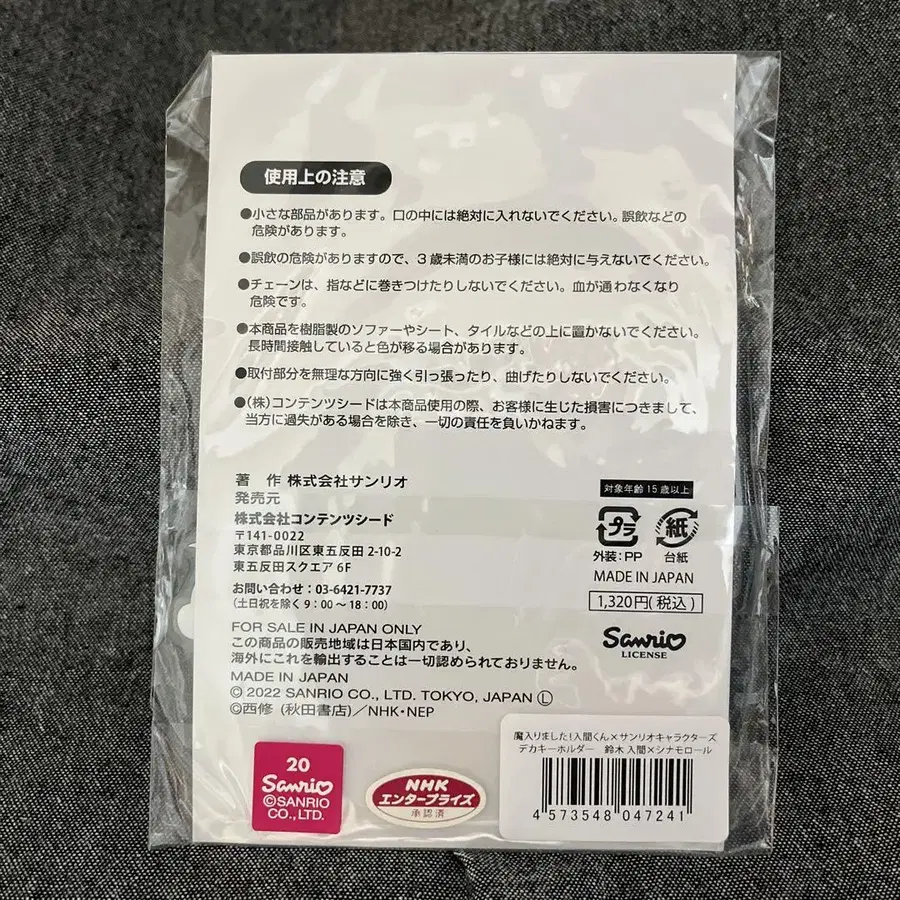 使用上の注意
●小さな部品があります。口の中には絶対に入れないでください。誤飲などの
危険があります。
●誤飲の危険がありますので、3歳未満のお子様には絶対に与えないでください。
●チェーンは、指などに巻きつけたりしないでください。血が通わなくなり
危険です。
●本商品を樹脂製のソファーやシート、タイルなどの上に置かないでください。
長時間接触していると色が移る場合があります。
●取付部分を無理な方向に強く引っ張ったり、曲げたりしないでください。
●(株)コンテンツシードは本商品使用の際、お客様に生じた損害につきまして、
当方に過失がある場合を除き、一切の責任を負いかねます。
著 作 株式会社サンリオ
発売元
株式会社コンテンツシード
〒141-0022
東京都品川区東五反田 2-10-2
東五反田スクエア 6F
お問い合わせ:03-6421-7737
(土日祝を除く 9:00～18:00)
FOR SALE IN JAPAN ONLY
この商品の販売地域は日本国内であり、
海外にこれを輸出することは一切認められておりません。
MADE IN JAPAN
© 2022 SANRIO CO., LTD. TOKYO, JAPAN Ⓛ
©西修(秋田書店)/NHK・NEP
対象年齢15歳以上
プラ
紙
外装:PP
台紙
MADE IN JAPAN
1,320円(税込)
Sanrio
LICENSE
20
Sanrio
©SANRIO
CO., LTD.
NHK
エンタープライズ
承認済
魔入りました!入間くん×サンリオキャラクターズ
デカキーホルダー 鈴木 入間×シナモロール
4 573548 047241